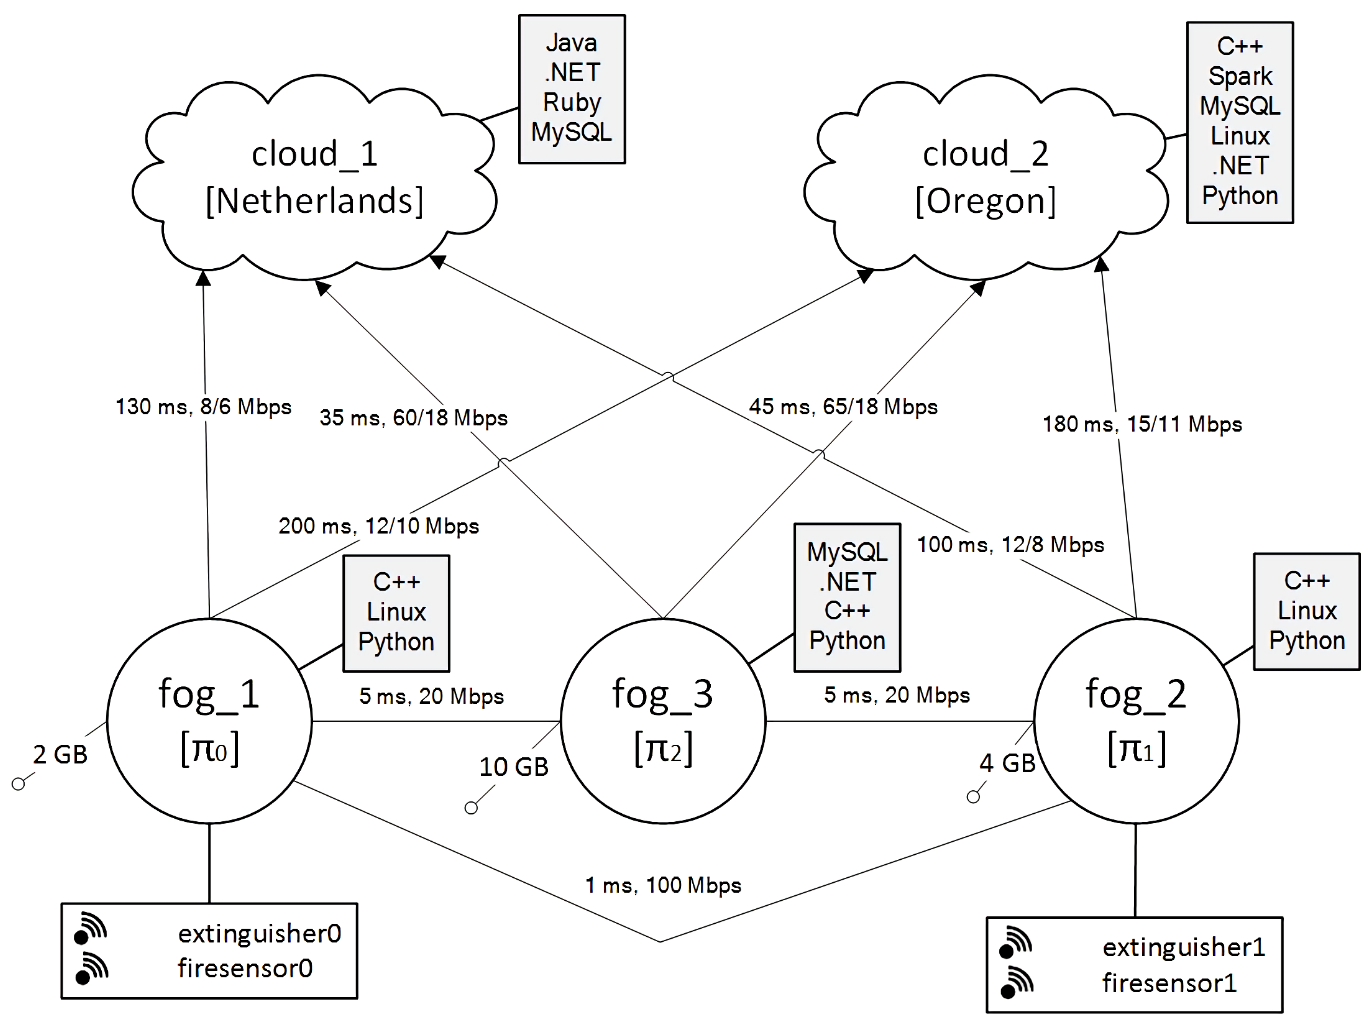 Java
.NET
Ruby
MySQL
C++
Spark
MySQL
Linux
.NET
Python
cloud_1
[Netherlands]
cloud_2
[Oregon]
130 ms, 8/6 Mbps
35 ms, 60/18 Mbps
45 ms, 65/18 Mbps
180 ms, 15/11 Mbps
200 ms, 12/10 Mbps
100 ms, 12/8 Mbps
C++
Linux
Python
MySQL
.NET
C++
Python
C++
Linux
Python
fog_1
[π0]
5 ms, 20 Mbps
fog_3
[π2]
5 ms, 20 Mbps
fog_2
[π1]
2 GB
10 GB
4 GB
1 ms, 100 Mbps
extinguisher0
firesensor0
extinguisher1
firesensor1